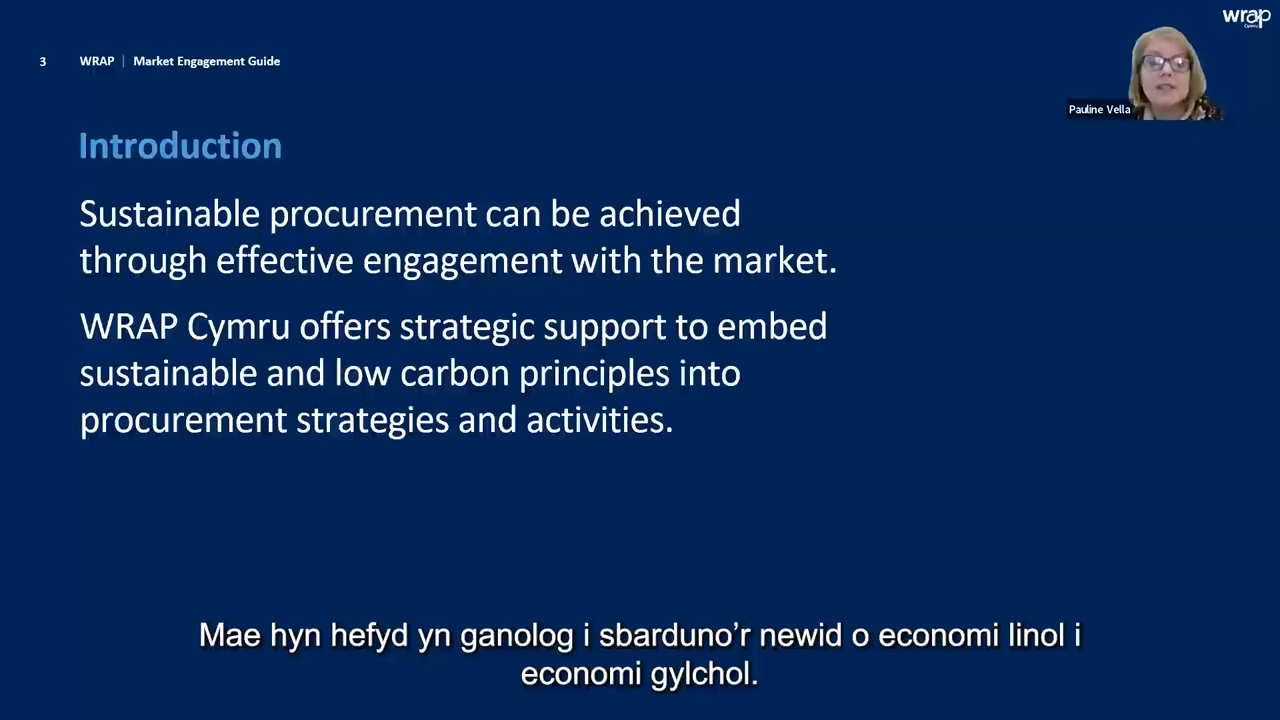 wrap
Cymru
3 WRAP | Market Engagement Guide
Pauline Vella
Introduction
Sustainable procurement can be achieved
through effective engagement with the market.
WRAP Cymru offers strategic support to embed
sustainable and low carbon principles into
procurement strategies and activities.
Mae hyn hefyd yn ganolog i sbarduno’r newid o economi linol i
economi gylchol.